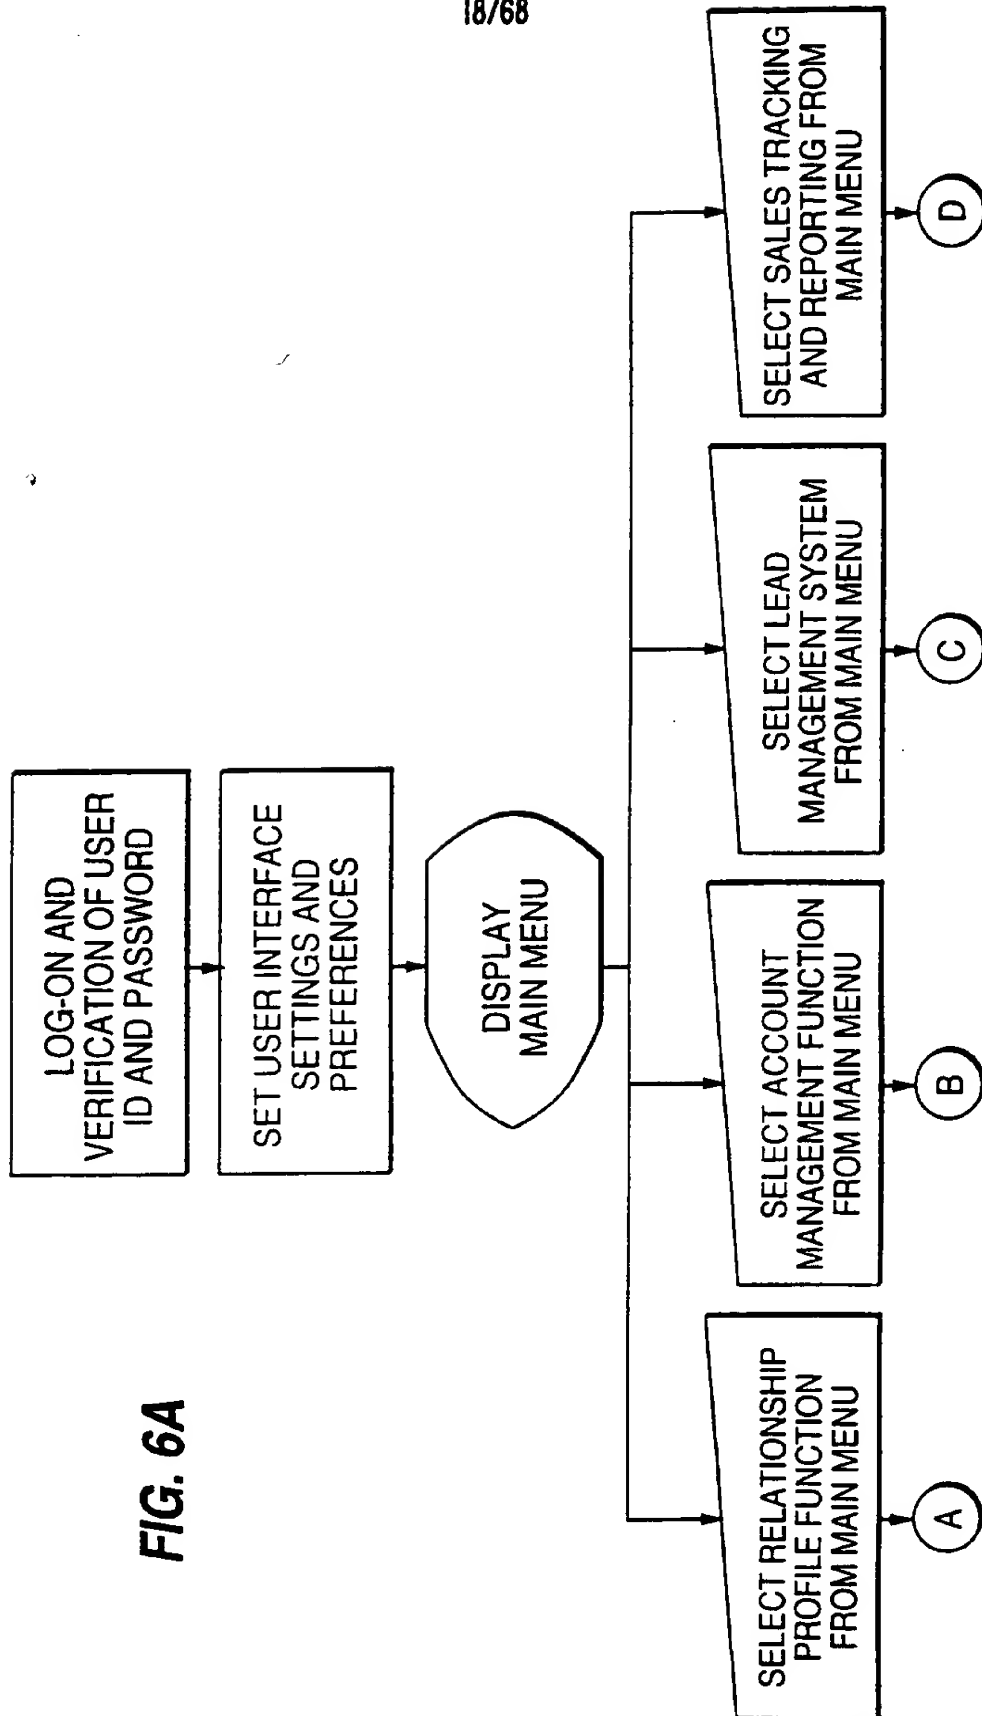 18/68
FIG. 6A
LOG-ON AND
VERIFICATION OF USER
ID AND PASSWORD
SET USER INTERFACE
SETTINGS AND
PREFERENCES
DISPLAY
MAIN MENU
SELECT RELATIONSHIP
PROFILE FUNCTION
FROM MAIN MENU
A
SELECT ACCOUNT
MANAGEMENT FUNCTION
FROM MAIN MENU
B
SELECT LEAD
MANAGEMENT SYSTEM
FROM MAIN MENU
C
SELECT SALES TRACKING
AND REPORTING FROM
MAIN MENU
D